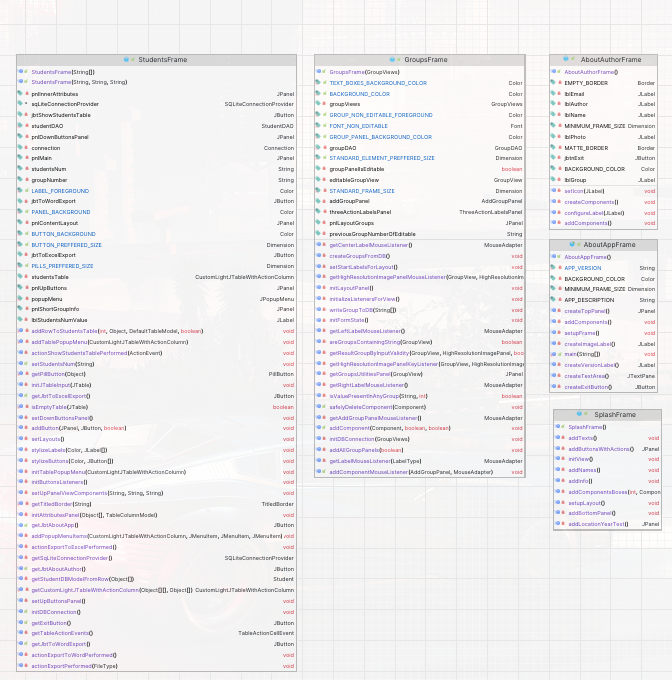 StudentsFrame
StudentsFrame(String[])
StudentsFrame(String, String, String)
pnlInnerAttributes JPanel
sqLiteConnectionProvider SQLiteConnectionProvider
jbtShowStudentsTable JButton
studentDAO StudentDAO
pnlDownButtonsPanel JPanel
connection Connection
pnlMain JPanel
studentsNum String
groupNumber String
LABEL_FOREGROUND Color
jbtToWordExport JButton
PANEL_BACKGROUND Color
pnlContentLayout JPanel
BUTTON_BACKGROUND Color
BUTTON_PREFERED_SIZE Dimension
jbtToExcelExport JButton
PILLS_PREFFERED_SIZE Dimension
studentsTable CustomLightJTableWithActionColumn
pnlUpButtons JPanel
popupMenu JPopupMenu
pnlShortGroupInfo JPanel
lblStudentsNumValue JLabel
addRowToStudentsTable(int, Object, DefaultTableModel, boolean) void
addTablePopupMenu(CustomLightJTableWithActionColumn) void
actionShowStudentsTablePerformed(ActionEvent) void
setStudentsNum(String) void
getPillButton(Object) PillButton
initJTableInput(JTable) void
getJbtToExcelExport() JButton
isEmptyTable(JTable) boolean
setDownButtonsPanel() void
addButton(JPanel, JButton, boolean) void
setLayouts() void
stylizeLabels(Color, JLabel[]) void
stylizeButtons(Color, JButton[]) void
initTablePopupMenu(CustomLightJTableWithActionColumn) void
initButtonsListeners() void
setUpPanelViewComponents(String, String, String) void
getTitledBorder(String) TitledBorder
initAttributesPanel(Object[], TableColumnModel) void
getJbtAboutApp() JButton
addPopupMenuItems(CustomLightJTableWithActionColumn, JMenuItem, JMenuItem, JMenuItem) void
actionExportToExcelPerformed() void
getSqLiteConnectionProvider() SQLiteConnectionProvider
getJbtAboutAuthor() JButton
getStudentDBModelFromRow(Object[]) Student
getCustomLightJTableWithActionColumn(Object[][], Object[]) CustomLightJTableWithActionColumn
setUpButtonsPanel() void
initDBConnection() void
getExitButton() JButton
getTableActionEvents() TableActionCellEvent
getJbtToWordExport() JButton
actionExportToWordPerformed() void
actionExportPerformed(FileType) void
GroupsFrame
GroupsFrame(GroupViews)
TEXT_BOXES_BACKGROUND_COLOR Color
BACKGROUND_COLOR Color
groupViews GroupViews
GROUP_NON_EDITABLE_FOREGROUND Color
FONT_NON_EDITABLE Font
GROUP_PANEL_BACKGROUND_COLOR Color
groupDAO GroupDAO
STANDARD_ELEMENT_PREFFERED_SIZE Dimension
groupPanelIsEditable boolean
editableGroupView GroupView
STANDARD_FRAME_SIZE Dimension
addGroupPanel AddGroupPanel
threeActionLabelsPanel ThreeActionLabelsPanel
pnlLayoutGroups JPanel
previousGroupNumberOfEditable String
getCenterLabelMouseListener() MouseAdapter
createGroupsFromDB() void
setStartLabelsForLayout() void
getHighResolutionImagePanelMouseListener(GroupView, HighResolutionIm
initLayoutPanel() void
initializeListenersForView() void
writeGroupToDB(String[]) void
initFormState() void
getLeftLabelMouseListener() MouseAdapter
areGroupsContainingString(GroupView) boolean
getResultGroupByInputValidity(GroupView, HighResolutionImagePanel, boo
getHighResolutionImagePanelKeyListener(GroupView, HighResolutionImag
getGroupsUtilitiesPanel(GroupView) JPanel
getRightLabelMouseListener() MouseAdapter
isValuePresentInAnyGroup(String, int) boolean
safelyDeleteComponent(Component) void
getAddGroupPanelMouseListener() MouseAdapter
addComponent(Component, boolean, boolean) void
initDBConnection(GroupViews) void
addAllGroupPanels(boolean) void
getLabelMouseListener(LabelType) MouseAdapter
addComponentMouseListener(AddGroupPanel, MouseAdapter) void
AboutAuthorFrame
AboutAuthorFrame()
EMPTY_BORDER Border
lblEmail JLabel
lblAuthor JLabel
lblName JLabel
MINIMUM_FRAME_SIZE Dimension
lblPhoto JLabel
MATTE_BORDER Border
jbtnExit JButton
BACKGROUND_COLOR Color
lblGroup JLabel
setIcon(JLabel) void
createComponents() void
configureLabel(JLabel) void
addComponents() void
AboutAppFrame
AboutAppFrame()
APP_VERSION String
BACKGROUND_COLOR Color
MINIMUM_FRAME_SIZE Dimension
APP_DESCRIPTION String
createTopPanel() JPanel
addComponents() void
setupFrame() void
createImageLabel() JLabel
main(String[]) void
createVersionLabel() JLabel
createTextArea() JTextPane
createExitButton() JButton
SplashFrame
SplashFrame()
addTexts() void
addButtonsWithActions() JPanel
initView() void
addNames() void
addInfo() void
addComponentsBoxes(int, Compon
setupLayout() void
addBottomPanel() void
addLocationYearText() JPanel